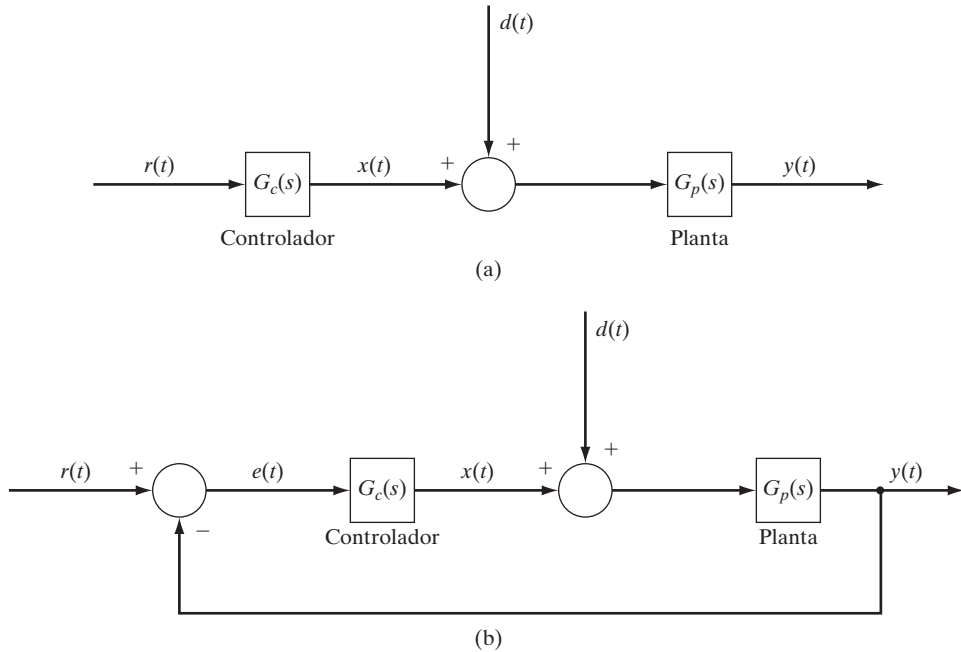 d(t)
+
r(t)
G_c(s)
x(t)
+
G_p(s)
y(t)
Controlador
Planta
(a)
d(t)
+
r(t)
+
e(t)
G_c(s)
x(t)
+
G_p(s)
y(t)
−
Controlador
Planta
(b)